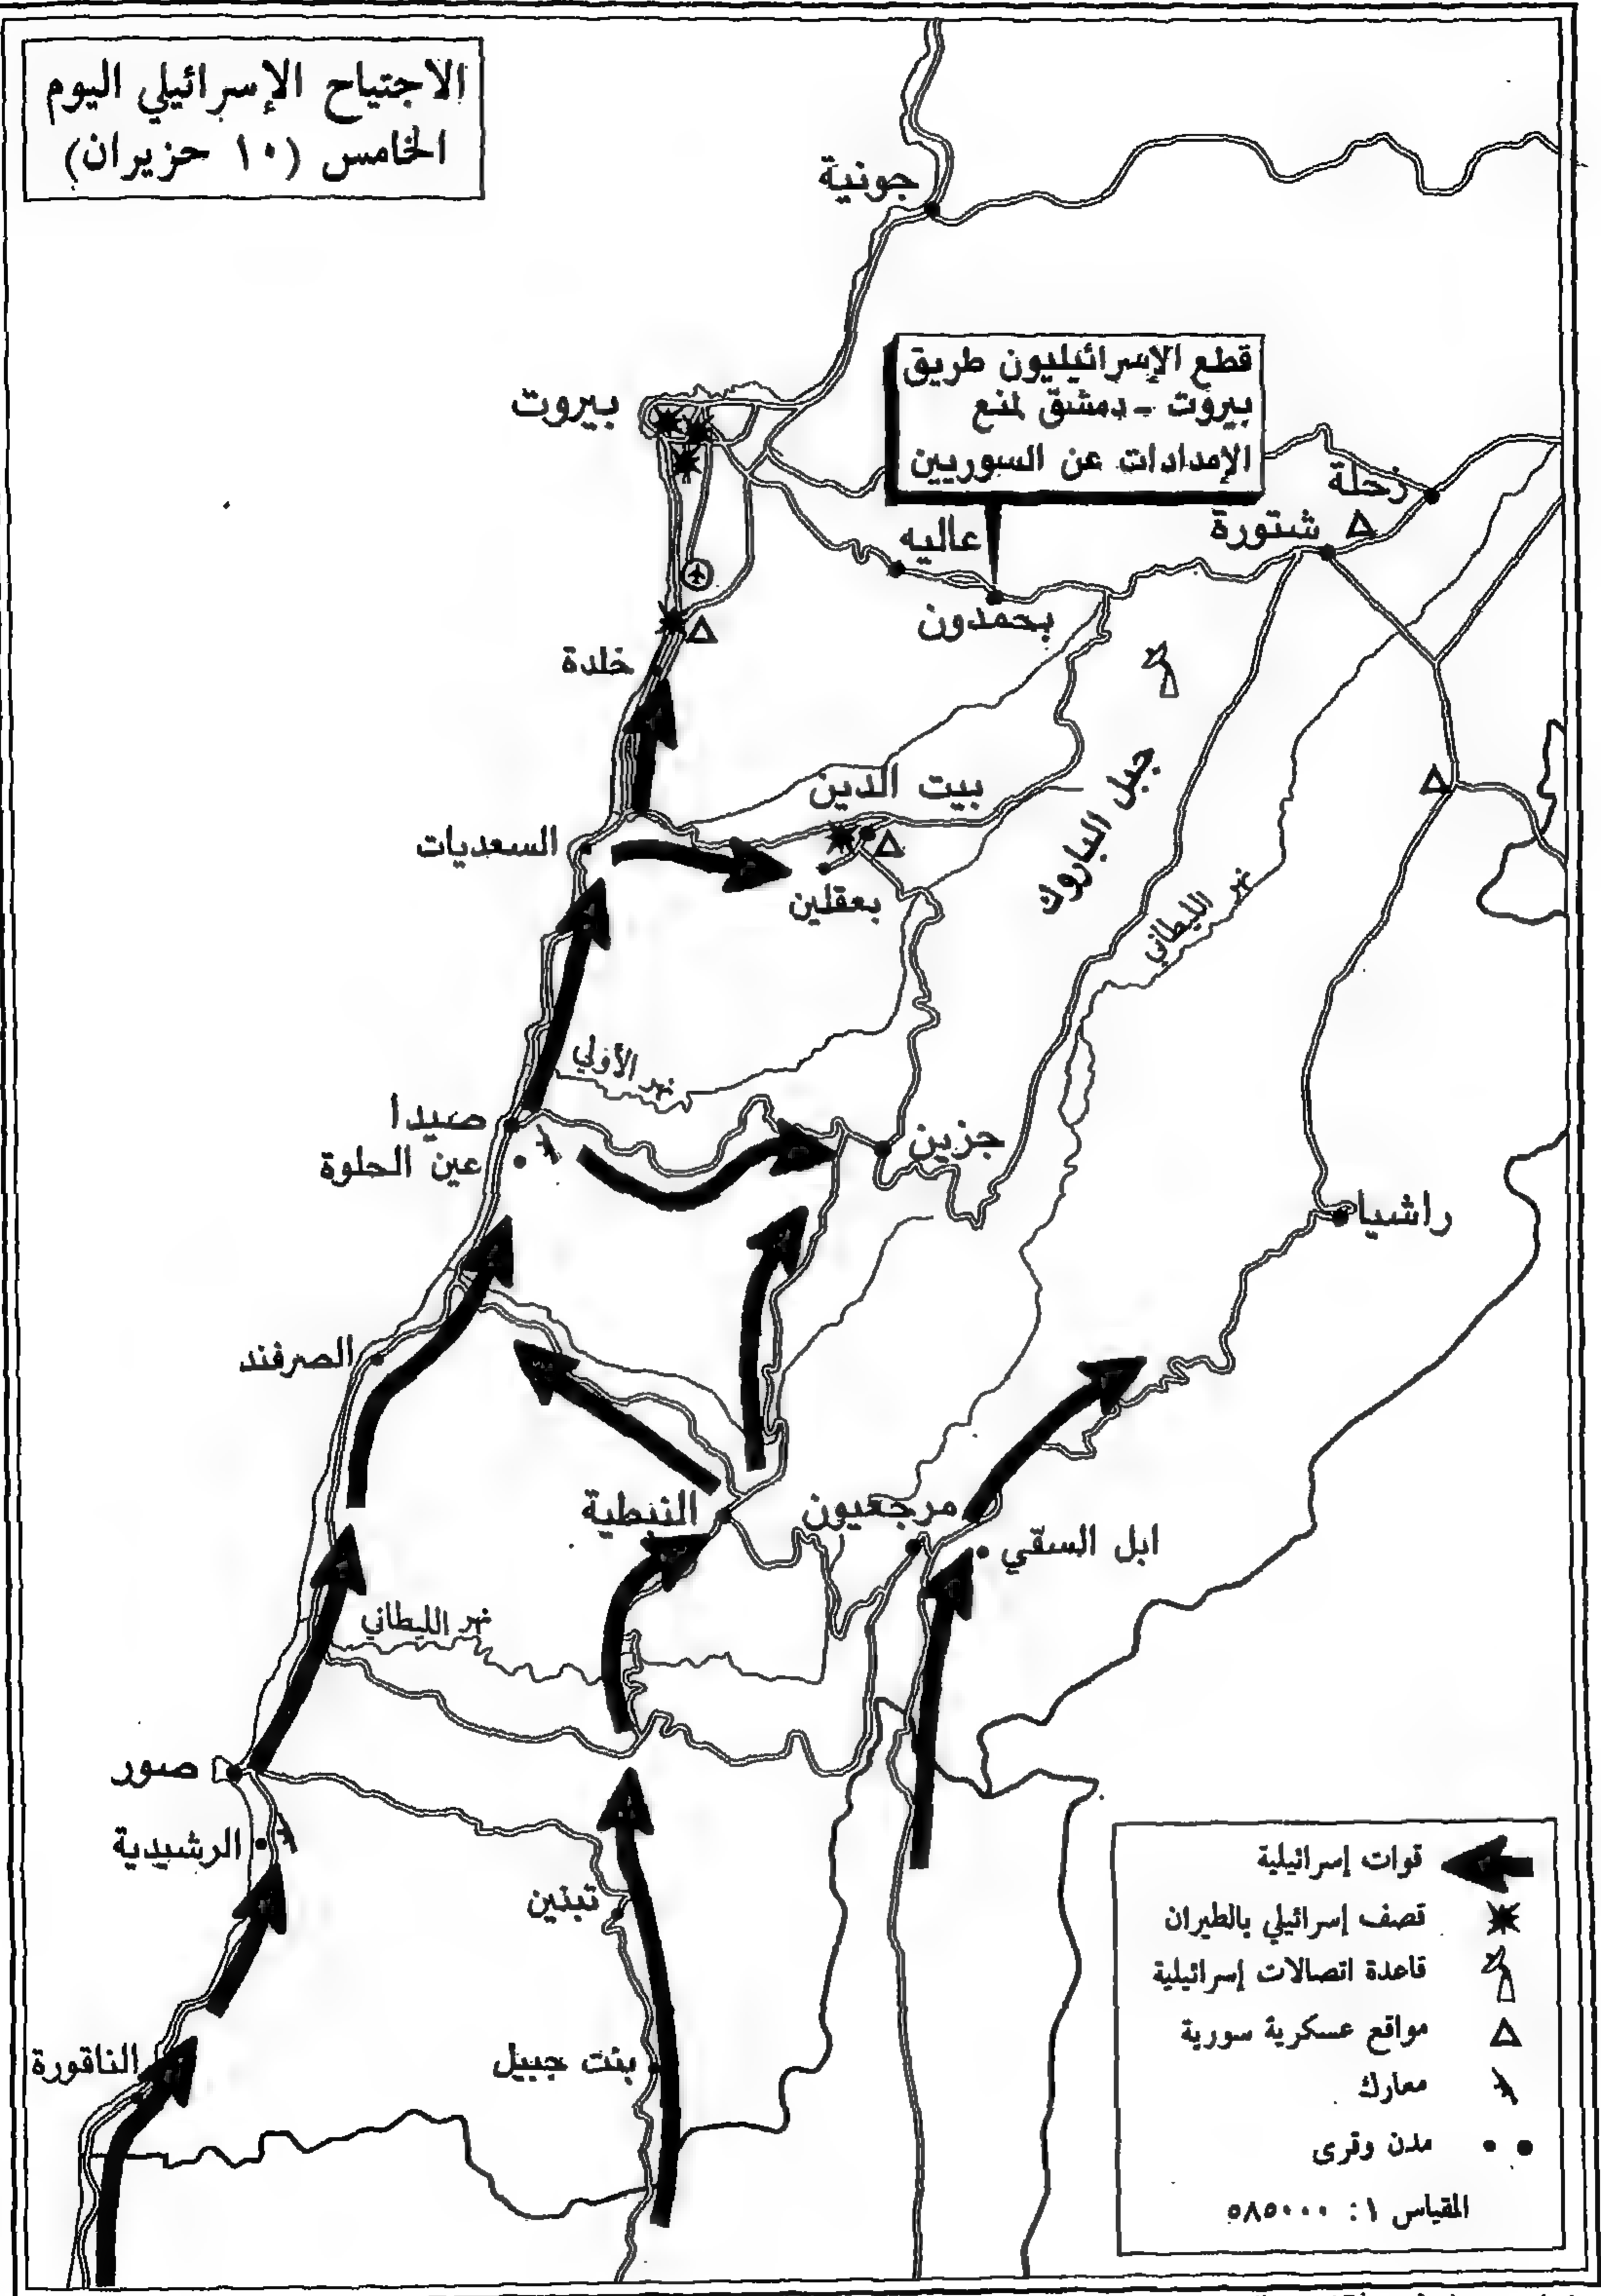 الاجتياح الإسرائيلي اليوم
الخامس (١٠ حزيران)
جونية
قطع الإسرائيليون طريق
بيروت - دمشق لمنع
الإمدادات عن السوريين
بيروت
زحلة
شتورة
عاليه
بحمدون
خلدة
جبل الباروك
بيت الدين
السعديات
بعقلين
نهر الليطاني
نهر الأولي
صيدا
عين الحلوة
جزين
راشيا
الصرفند
النبطية
مرجعيون
ابل السقي
نهر الليطاني
صور
الرشيدية
تبنين
الناقورة
بنت جبيل
قوات إسرائيلية
قصف إسرائيلي بالطيران
قاعدة اتصالات إسرائيلية
مواقع عسكرية سورية
معارك
مدن وقرى
المقياس ١: ٥٨٥٠٠٠